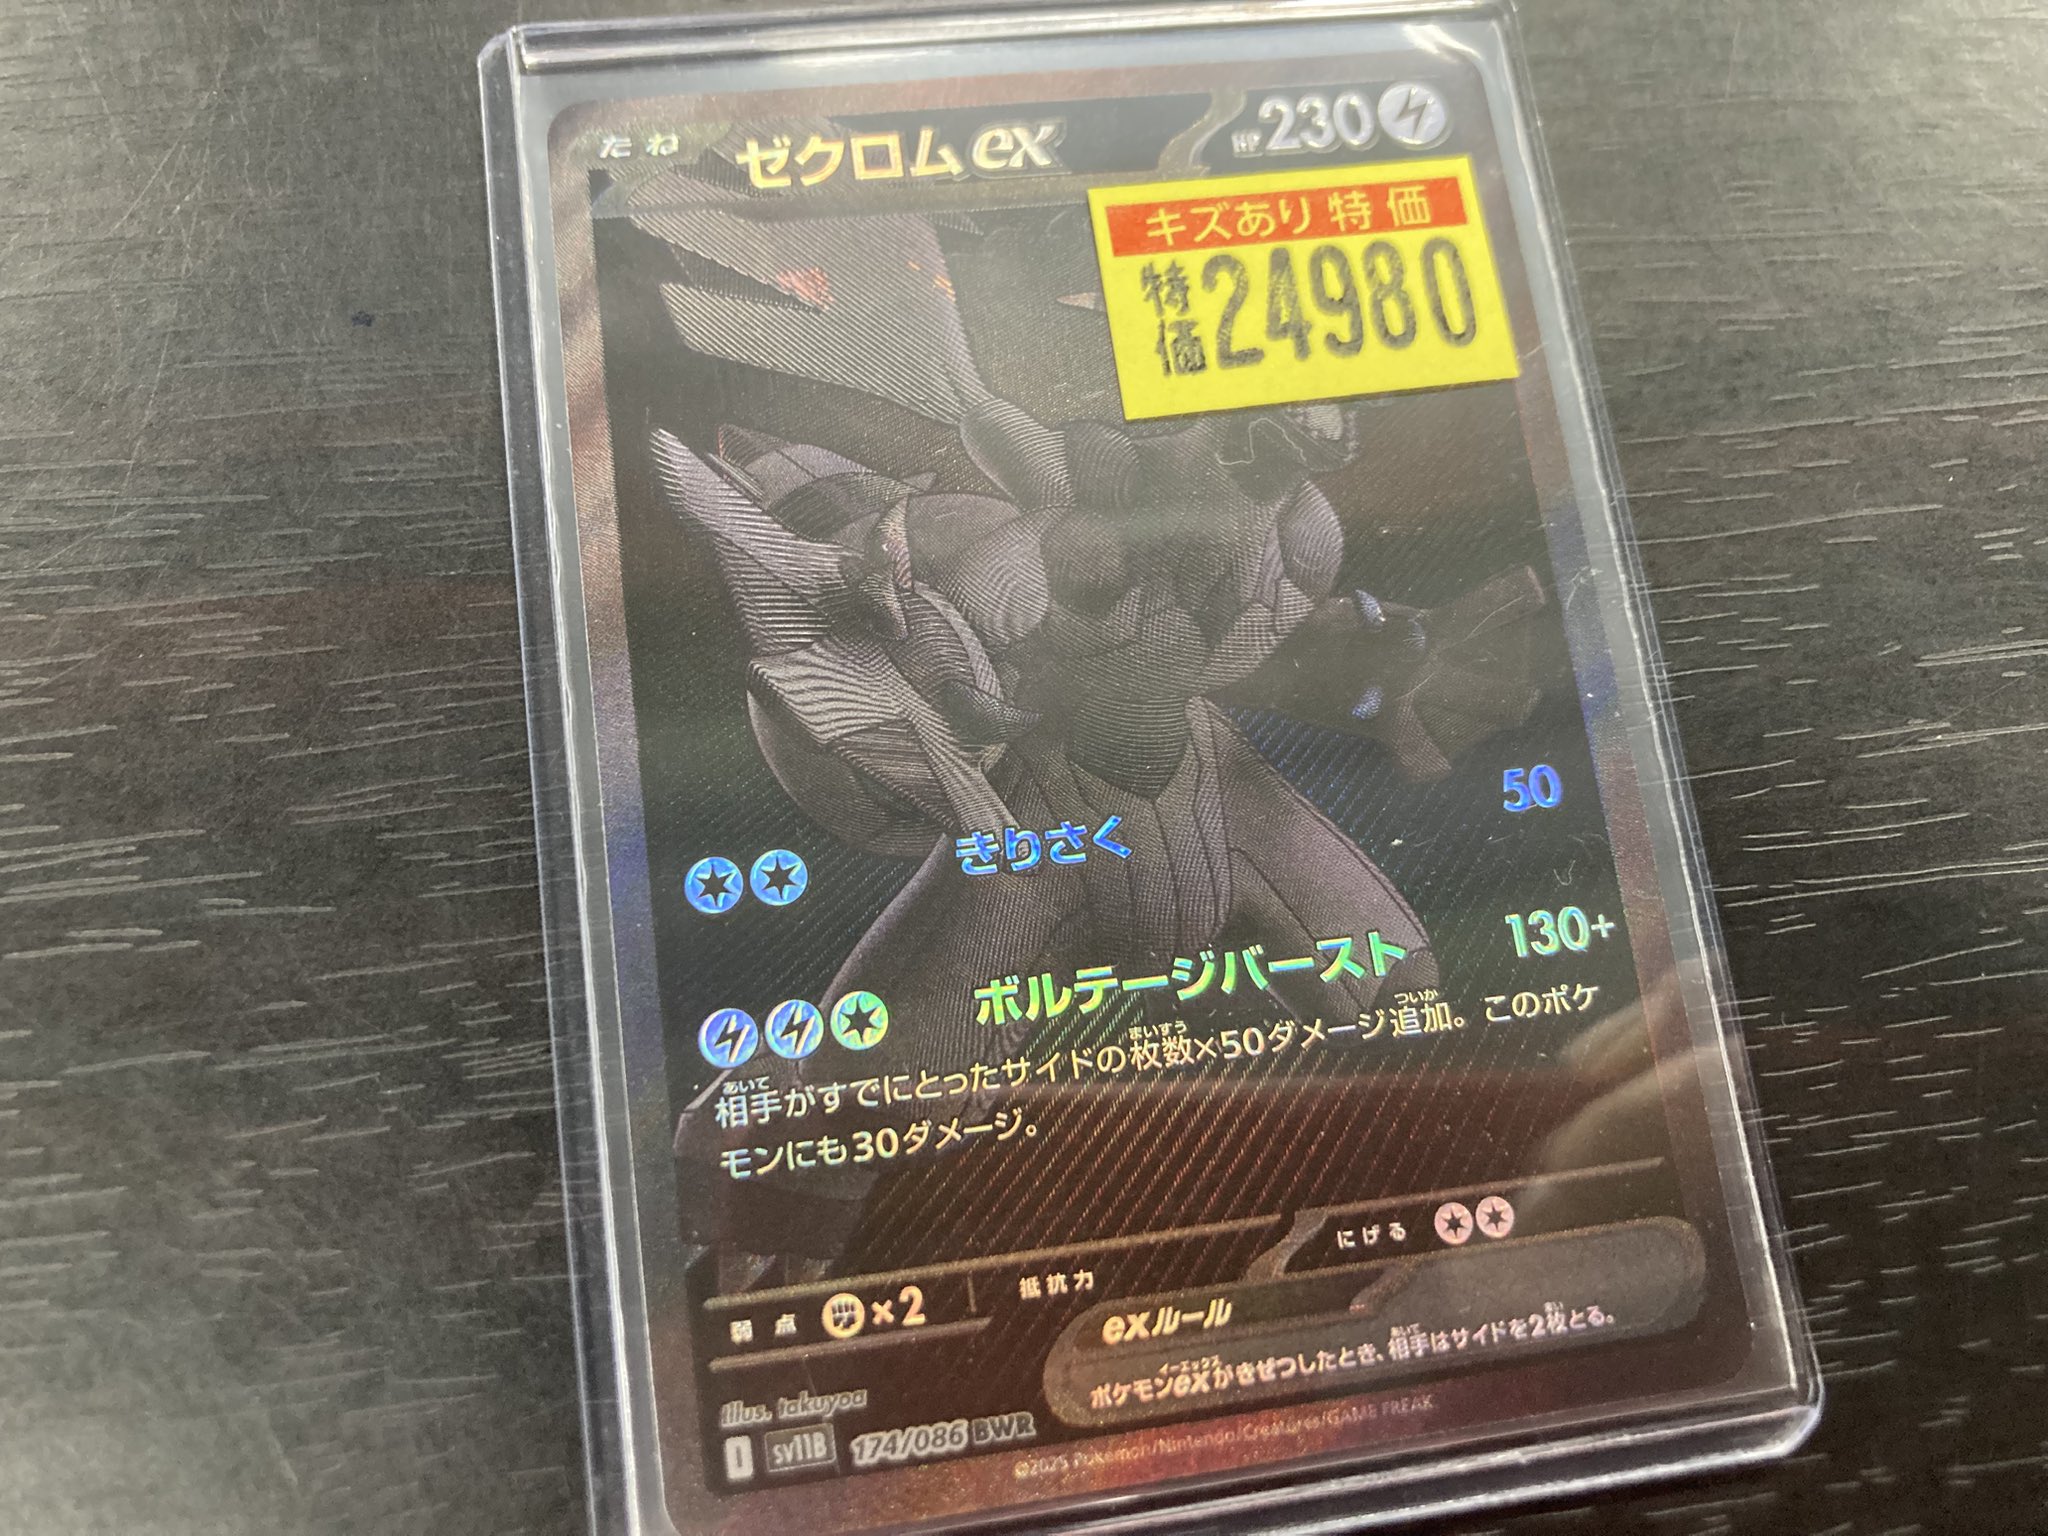 たね
ゼクロムex
HP 230
キズあり特価
特価 24980
きりさく 50
ボルテージバースト 130+
相手がすでにとったサイドの枚数×50ダメージ追加。このポケ
モンにも30ダメージ。
弱点 ×2 抵抗力 にげる
exルール
ポケモンexがきぜつしたとき、相手はサイドを2枚とる。
Illus. takuyoa
I sv11B 174/086 BWR
©2025 Pokémon/Nintendo/Creatures/GAME FREAK